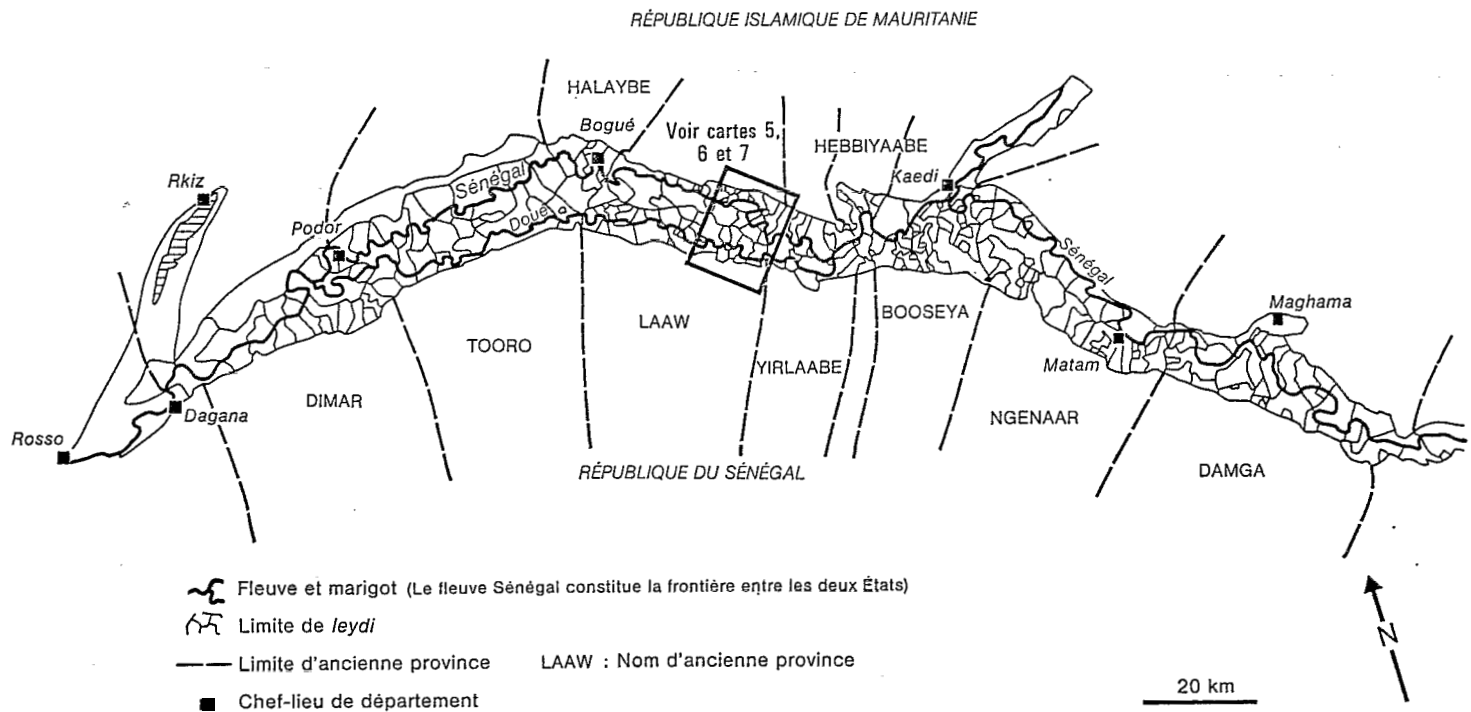 RÉPUBLIQUE ISLAMIQUE DE MAURITANIE
HALAYBE
Bogué
Voir cartes 5,
6 et 7
HEBBIYAABE
Kaedi
Rkiz
Sénégal
Podor
Doué
Sénégal
Maghama
LAAW
BOOSEYA
TOORO
YIRLAABE
Matam
DIMAR
Dagana
NGENAAR
Rosso
RÉPUBLIQUE DU SÉNÉGAL
DAMGA
Fleuve et marigot (Le fleuve Sénégal constitue la frontière entre les deux États)
Limite de leydi
Limite d'ancienne province
LAAW : Nom d'ancienne province
Chef-lieu de département
N
20 km